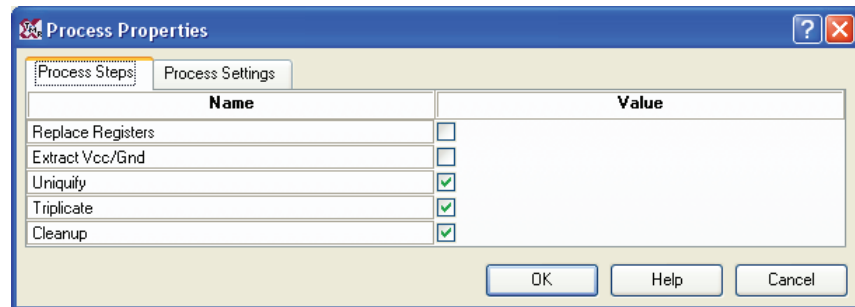 TMR Process Properties
Process Steps Process Settings
Name Value
Replace Registers
Extract Vcc/Gnd
Uniquify
Triplicate
Cleanup
OK Help Cancel